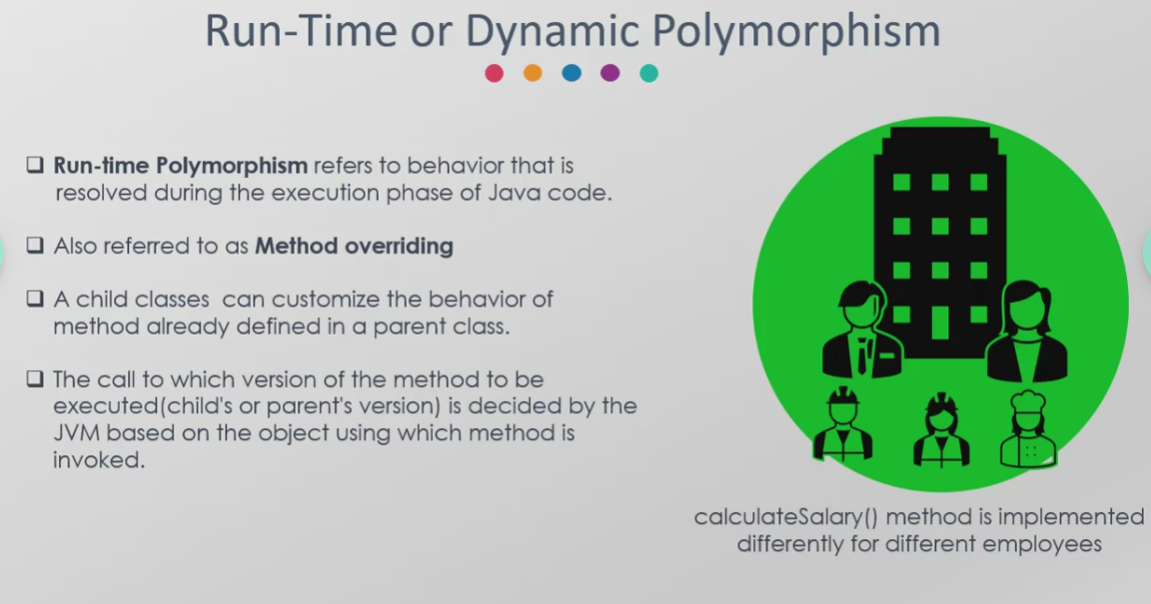 Run-Time or Dynamic Polymorphism
Run-time Polymorphism refers to behavior that is
resolved during the execution phase of Java code.
Also referred to as Method overriding
A child classes can customize the behavior of
method already defined in a parent class.
The call to which version of the method to be
executed(child's or parent's version) is decided by the
JVM based on the object using which method is
invoked.
calculateSalary() method is implemented
differently for different employees